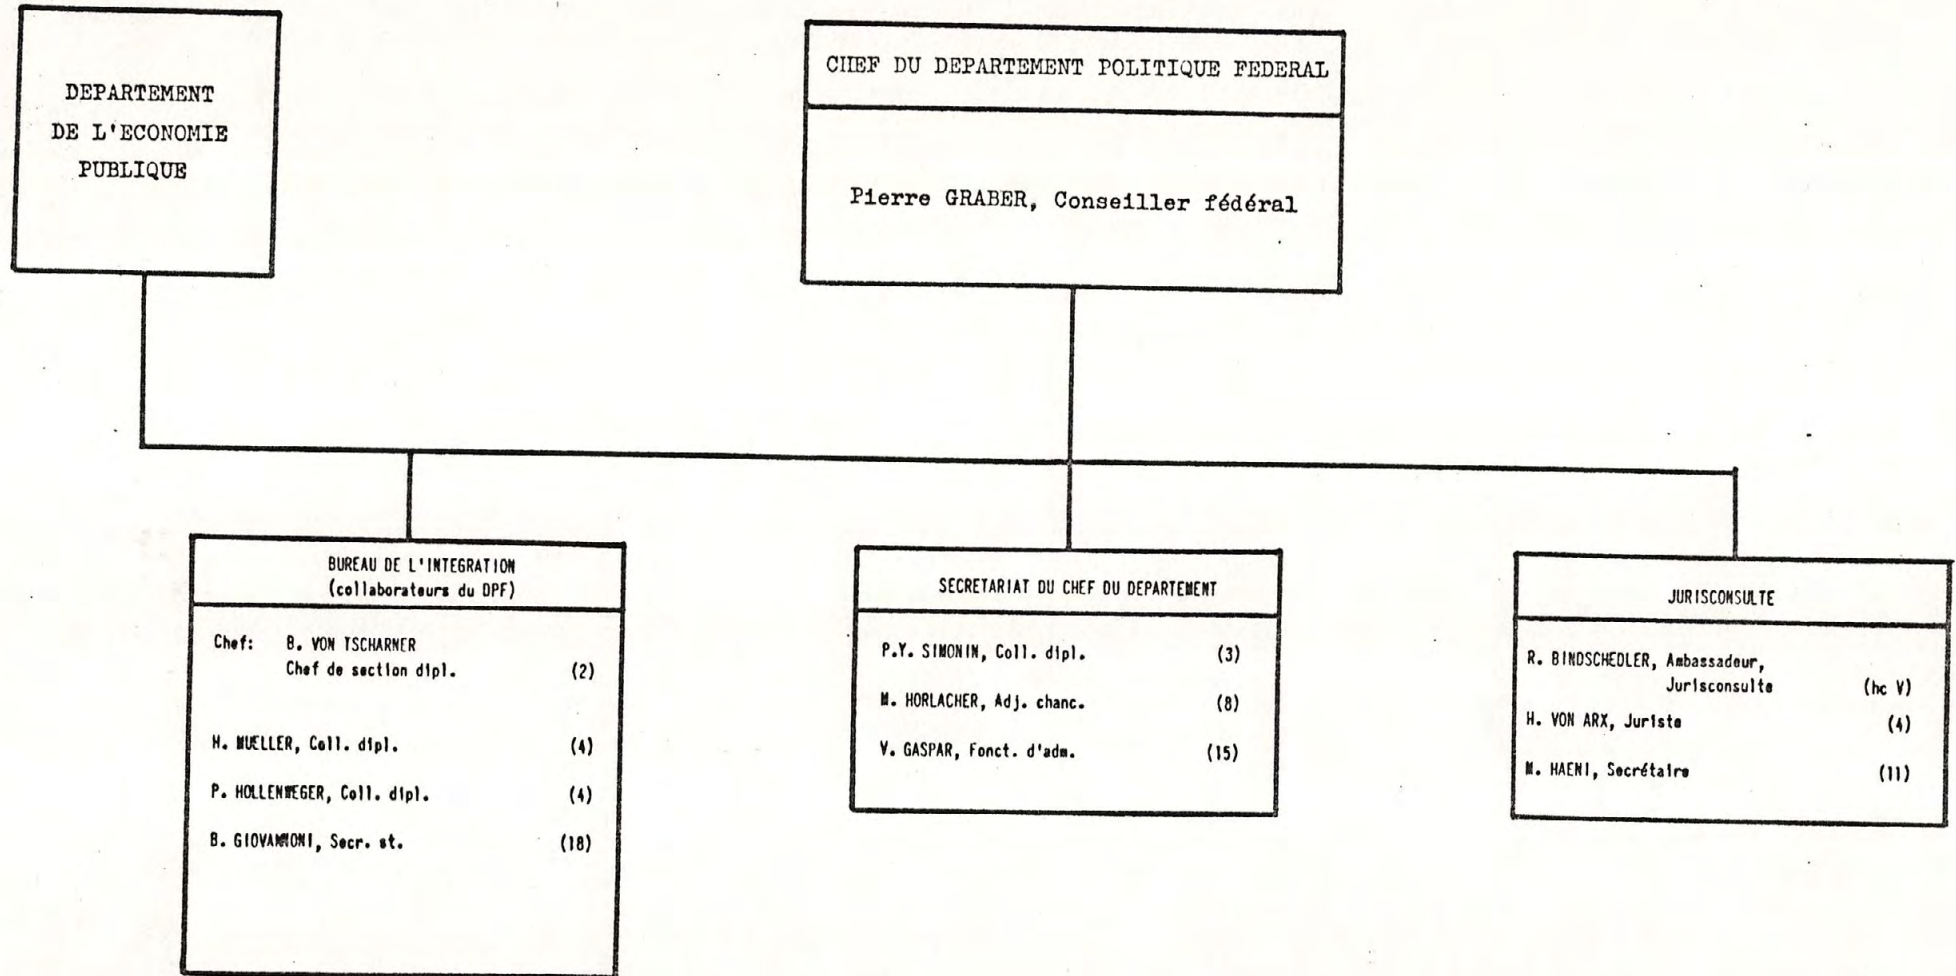 DEPARTEMENT
DE L'ECONOMIE
PUBLIQUE
CHEF DU DEPARTEMENT POLITIQUE FEDERAL
Pierre GRABER, Conseiller fédéral
BUREAU DE L'INTEGRATION
(collaborateurs du DPF)
Chef: B. VON TSCHARNER
Chef de section dipl. (2)
H. MUELLER, Coll. dipl. (4)
P. HOLLENWEGER, Coll. dipl. (4)
B. GIOVANNONI, Secr. st. (18)
SECRETARIAT DU CHEF DU DEPARTEMENT
P.Y. SIMONIN, Coll. dipl. (3)
M. HORLACHER, Adj. chanc. (8)
V. GASPAR, Fonct. d'adm. (15)
JURISCONSULTE
R. BINDSCHEDLER, Ambassadeur,
Jurisconsulte (hc V)
H. VON ARX, Juriste (4)
M. HAENI, Secrétaire (11)